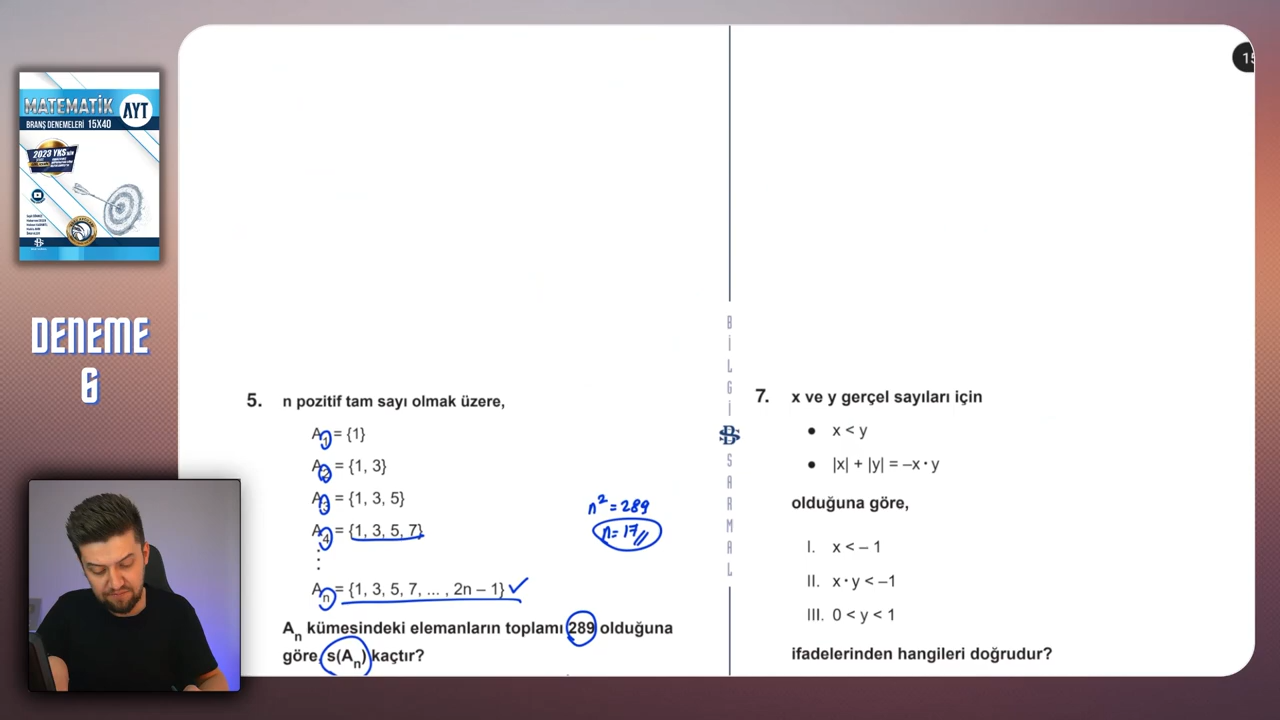 MATEMATİK
AYT
BRANŞ DENEMELERİ 15X40
2023 YKS'NİN
DENEME
6
5. n pozitif tam sayı olmak üzere,
A1 = {1}
A2 = {1, 3}
A3 = {1, 3, 5}
A4 = {1, 3, 5, 7}
⋮
An = {1, 3, 5, 7, ... , 2n – 1}
n² = 289
n = 17
An kümesindeki elemanların toplamı 289 olduğuna
göre, s(An) kaçtır?
BİLGİ
SARMAL
15
7. x ve y gerçel sayıları için
• x < y
• |x| + |y| = –x · y
olduğuna göre,
I. x < – 1
II. x · y < –1
III. 0 < y < 1
ifadelerinden hangileri doğrudur?